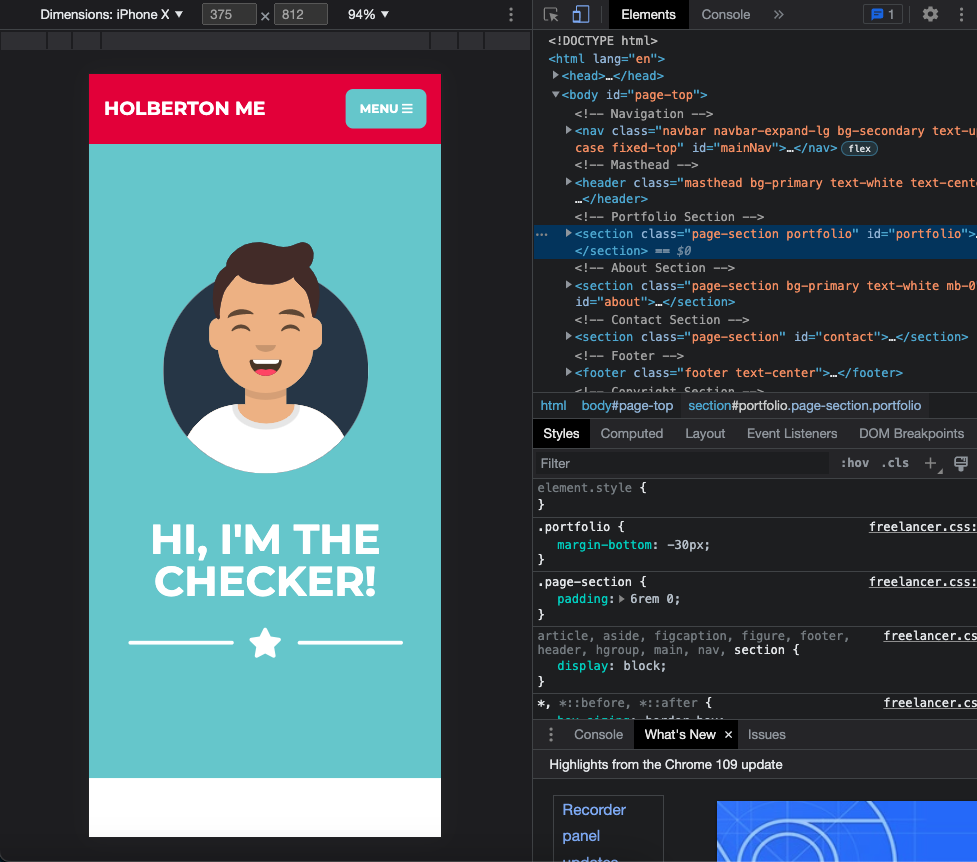 Dimensions: iPhone X ▼ 375 × 812 94% ▼
HOLBERTON ME
MENU ☰
HI, I'M THE
CHECKER!
Elements Console » 1
<!DOCTYPE html>
<html lang="en">
▶<head>…</head>
▼<body id="page-top">
<!-- Navigation -->
▶<nav class="navbar navbar-expand-lg bg-secondary text-u
case fixed-top" id="mainNav">…</nav> flex
<!-- Masthead -->
▶<header class="masthead bg-primary text-white text-cent
…</header>
<!-- Portfolio Section -->
▶<section class="page-section portfolio" id="portfolio">…
</section> == $0
<!-- About Section -->
▶<section class="page-section bg-primary text-white mb-0
id="about">…</section>
<!-- Contact Section -->
▶<section class="page-section" id="contact">…</section>
<!-- Footer -->
▶<footer class="footer text-center">…</footer>
<!-- Copyright Section -->
html body#page-top section#portfolio.page-section.portfolio
Styles Computed Layout Event Listeners DOM Breakpoints
Filter :hov .cls +
element.style {
}
.portfolio { freelancer.css:
margin-bottom: -30px;
}
.page-section { freelancer.css:
padding: ▶ 6rem 0;
}
article, aside, figcaption, figure, footer, freelancer.cs
header, hgroup, main, nav, section {
display: block;
}
*, *::before, *::after { freelancer.cs
box-sizing: border-box;
Console What's New × Issues
Highlights from the Chrome 109 update
Recorder
panel
updates